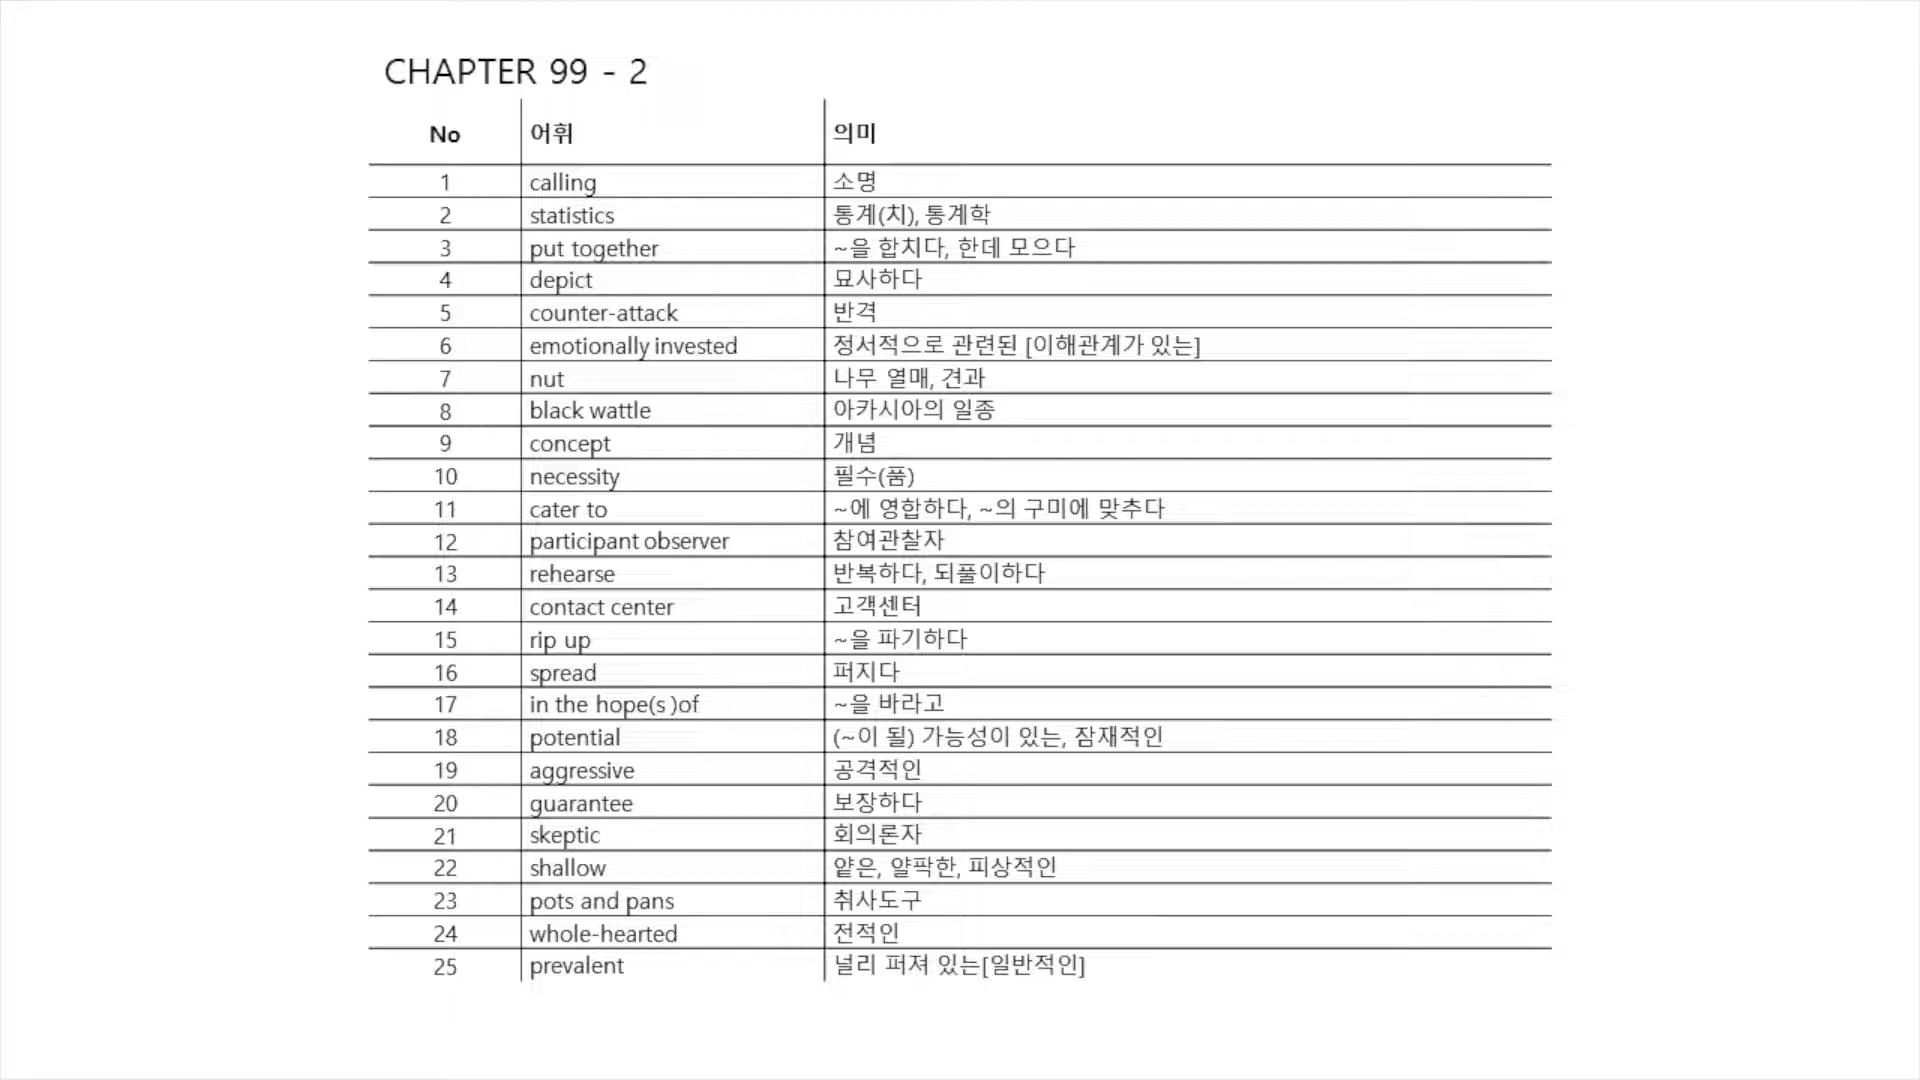 CHAPTER 99 - 2
No 어휘 의미
1 calling 소명
2 statistics 통계(치), 통계학
3 put together ~을 합치다, 한데 모으다
4 depict 묘사하다
5 counter-attack 반격
6 emotionally invested 정서적으로 관련된 [이해관계가 있는]
7 nut 나무 열매, 견과
8 black wattle 아카시아의 일종
9 concept 개념
10 necessity 필수(품)
11 cater to ~에 영합하다, ~의 구미에 맞추다
12 participant observer 참여관찰자
13 rehearse 반복하다, 되풀이하다
14 contact center 고객센터
15 rip up ~을 파기하다
16 spread 퍼지다
17 in the hope(s )of ~을 바라고
18 potential (~이 될) 가능성이 있는, 잠재적인
19 aggressive 공격적인
20 guarantee 보장하다
21 skeptic 회의론자
22 shallow 얕은, 얄팍한, 피상적인
23 pots and pans 취사도구
24 whole-hearted 전적인
25 prevalent 널리 퍼져 있는[일반적인]